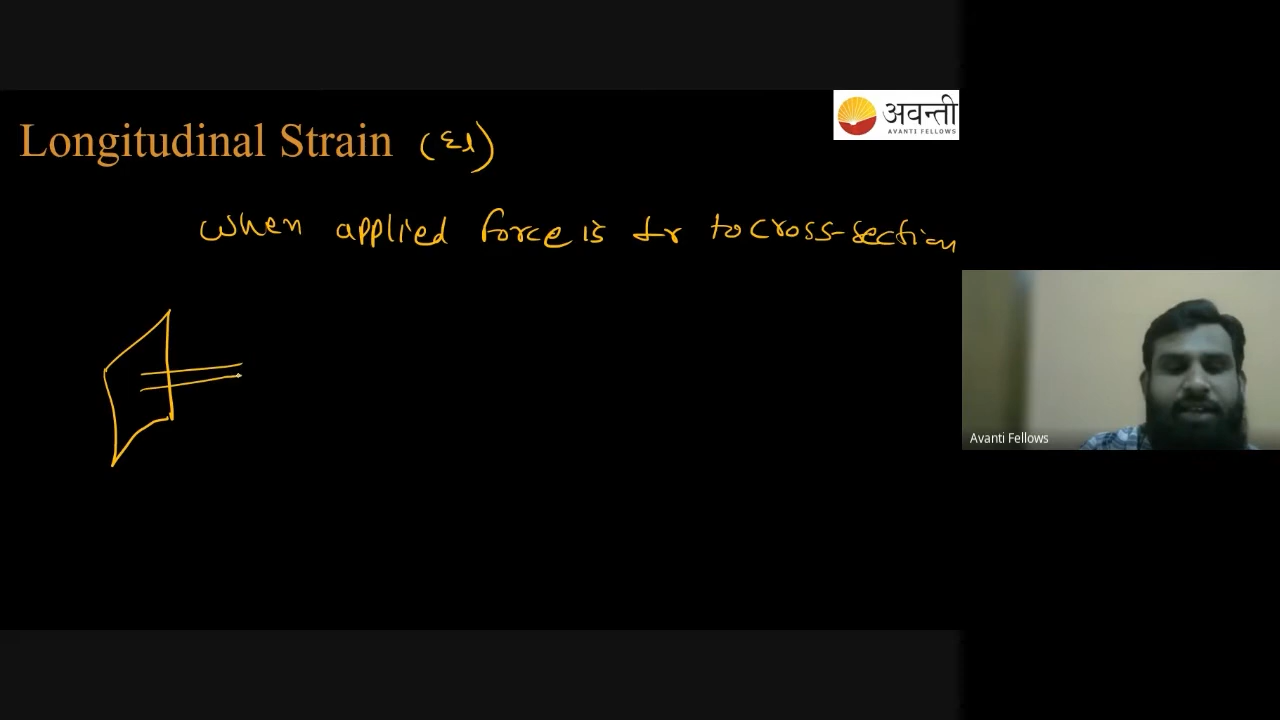 अवन्ती
AVANTI FELLOWS
Longitudinal Strain (εl)
when applied force is ⊥r to cross-section
Avanti Fellows